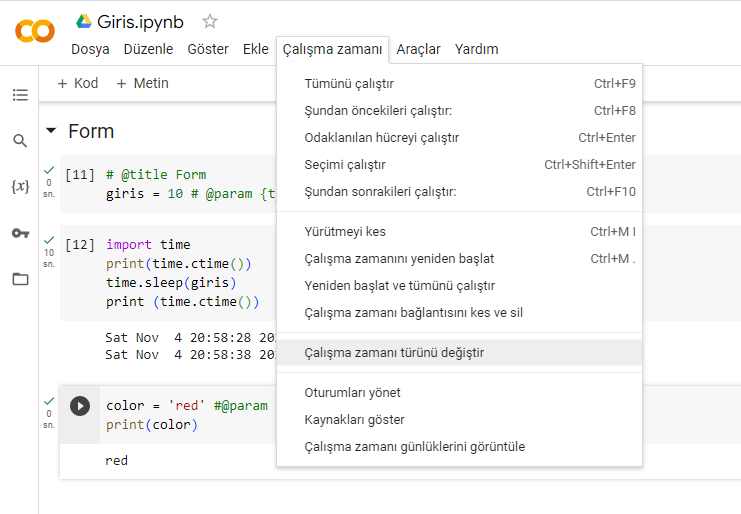 Giris.ipynb
Dosya Düzenle Göster Ekle Çalışma zamanı Araçlar Yardım
+ Kod + Metin
Tümünü çalıştır Ctrl+F9
Şundan öncekileri çalıştır: Ctrl+F8
Odaklanılan hücreyi çalıştır Ctrl+Enter
Seçimi çalıştır Ctrl+Shift+Enter
Şundan sonrakileri çalıştır: Ctrl+F10
Yürütmeyi kes Ctrl+M I
Çalışma zamanını yeniden başlat Ctrl+M .
Yeniden başlat ve tümünü çalıştır
Çalışma zamanı bağlantısını kes ve sil
Çalışma zamanı türünü değiştir
Oturumları yönet
Kaynakları göster
Çalışma zamanı günlüklerini görüntüle
Form
0
sn.
[11] # @title Form
giris = 10 # @param {t
{x}
10
sn.
[12] import time
print(time.ctime())
time.sleep(giris)
print (time.ctime())
Sat Nov  4 20:58:28 20
Sat Nov  4 20:58:38 20
0
sn.
color = 'red' #@param
print(color)
red